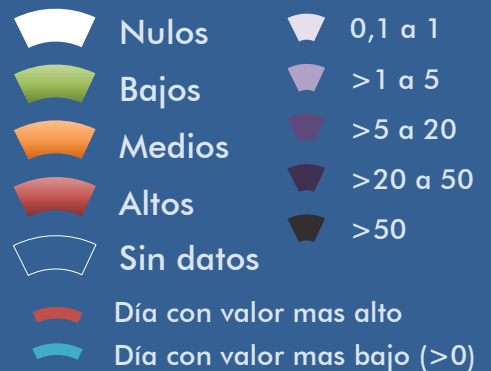 Nulos
Bajos
Medios
Altos
Sin datos
0,1 a 1
>1 a 5
>5 a 20
>20 a 50
>50
Día con valor mas alto
Día con valor mas bajo (>0)